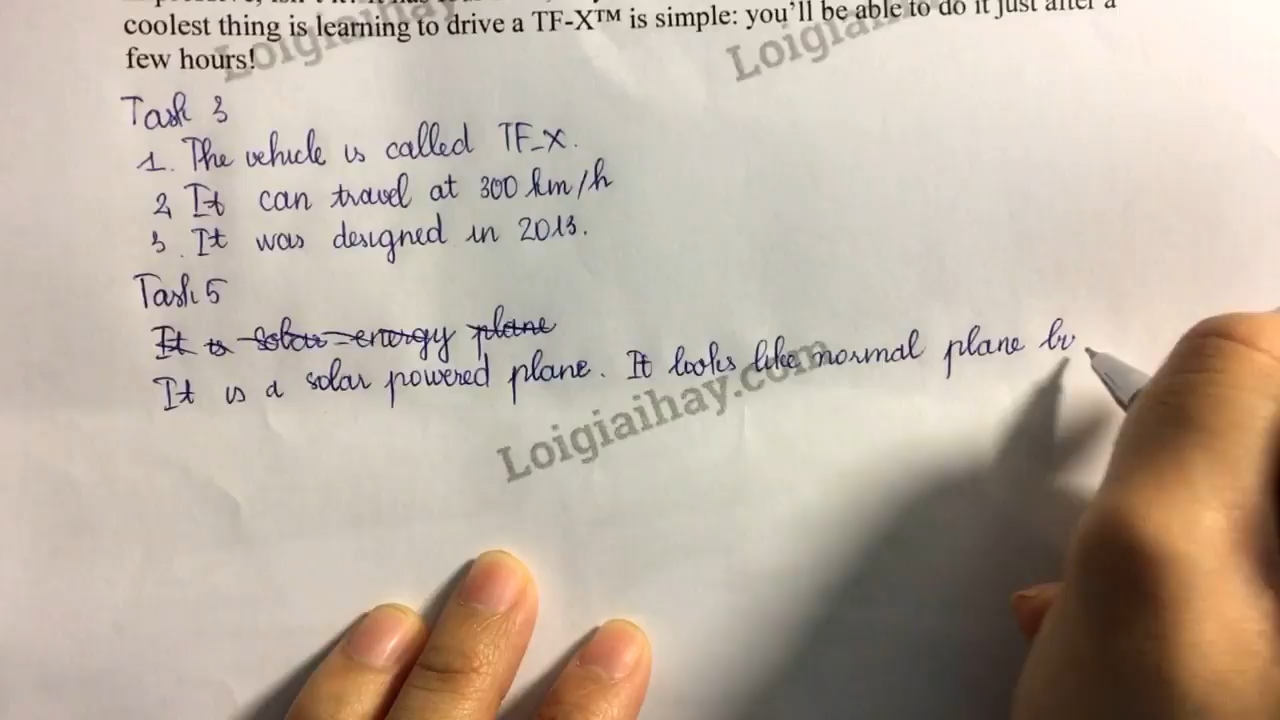 coolest thing is learning to drive a TF-X™ is simple: you'll be able to do it just after a
few hours!
Task 3
1. The vehicle is called TF-X.
2, It can travel at 300 km/h
3. It was designed in 2013.
Task 5
It is solar energy plane
It is a solar powered plane. It looks like normal plane bu
Loigiaihay.com